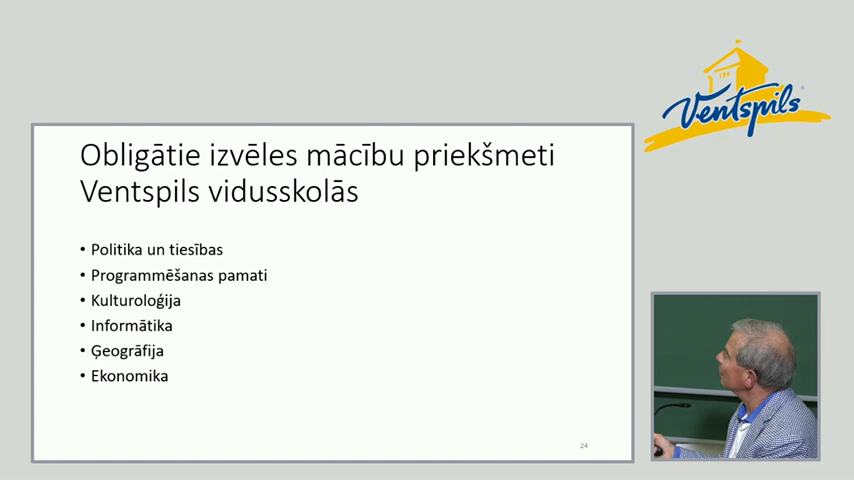 Ventspils
Obligātie izvēles mācību priekšmeti
Ventspils vidusskolās
• Politika un tiesības
• Programmēšanas pamati
• Kulturoloģija
• Informātika
• Ģeogrāfija
• Ekonomika
24